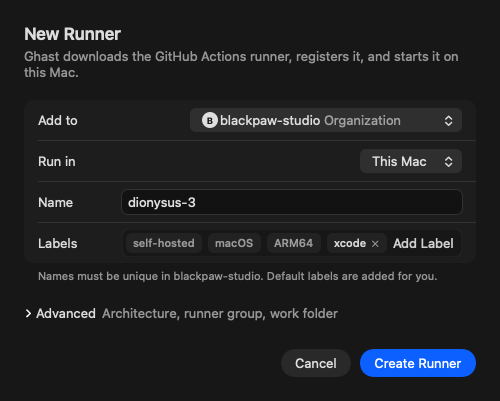 New Runner
Ghast downloads the GitHub Actions runner, registers it, and starts it on
this Mac.
Add to B blackpaw-studio Organization
Run in This Mac
Name dionysus-3
Labels self-hosted macOS ARM64 xcode × Add Label
Names must be unique in blackpaw-studio. Default labels are added for you.
Advanced Architecture, runner group, work folder
Cancel Create Runner